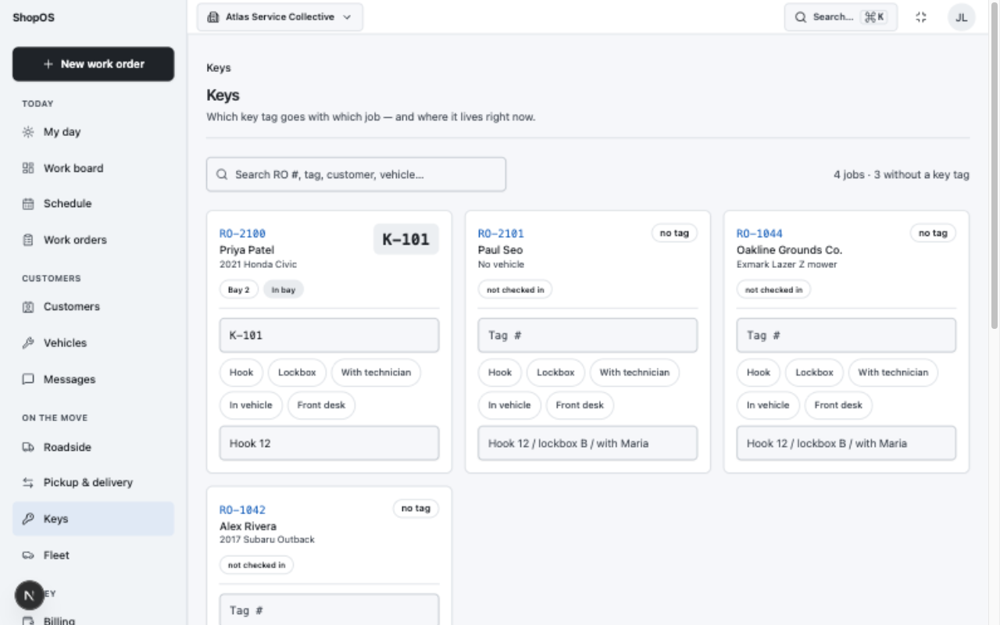 ShopOS
Atlas Service Collective
Search... ⌘K
JL
+ New work order
TODAY
My day
Work board
Schedule
Work orders
CUSTOMERS
Customers
Vehicles
Messages
ON THE MOVE
Roadside
Pickup & delivery
Keys
Fleet
N
EY
Billing
Keys
Keys
Which key tag goes with which job — and where it lives right now.
Search RO #, tag, customer, vehicle...
4 jobs · 3 without a key tag
RO-2100
K-101
Priya Patel
2021 Honda Civic
Bay 2 In bay
K-101
Hook Lockbox With technician
In vehicle Front desk
Hook 12
RO-2101
no tag
Paul Seo
No vehicle
not checked in
Tag #
Hook Lockbox With technician
In vehicle Front desk
Hook 12 / lockbox B / with Maria
RO-1044
no tag
Oakline Grounds Co.
Exmark Lazer Z mower
not checked in
Tag #
Hook Lockbox With technician
In vehicle Front desk
Hook 12 / lockbox B / with Maria
RO-1042
no tag
Alex Rivera
2017 Subaru Outback
not checked in
Tag #